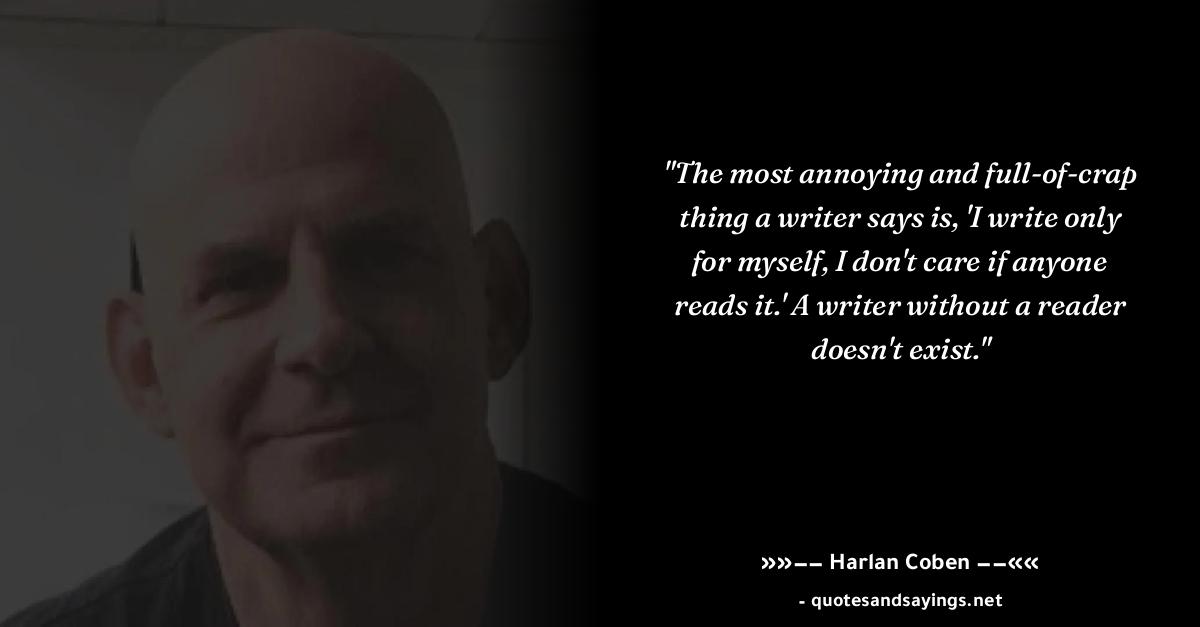 "The most annoying and full-of-crap
thing a writer says is, 'I write only
for myself, I don't care if anyone
reads it.' A writer without a reader
doesn't exist."
»»–– Harlan Coben ––««
- quotesandsayings.net